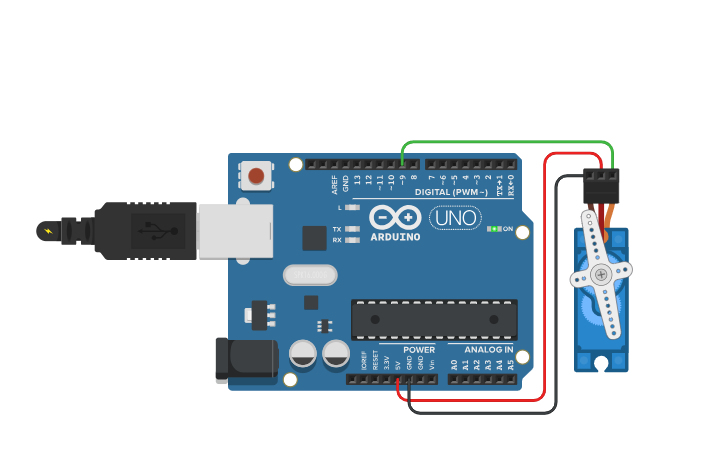 AREF
GND
13
12
~11
~10
~9
8
7
~6
~5
4
~3
2
TX→1
RX←0
DIGITAL (PWM~)
L
TX
RX
ARDUINO
UNO
ON
POWER
ANALOG IN
IOREF
RESET
3.3V
5V
GND
GND
Vin
A0
A1
A2
A3
A4
A5